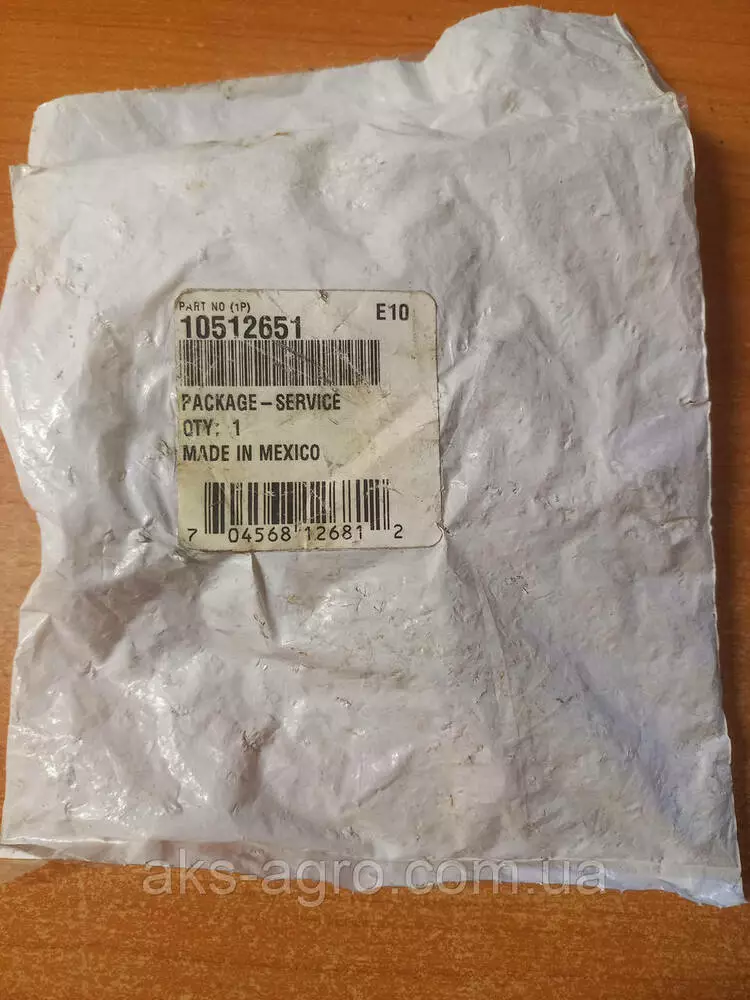 PART NO (1P)
E10
10512651
PACKAGE-SERVICE
QTY: 1
MADE IN MEXICO
7 04568 12681 2
aks-agro.com.ua